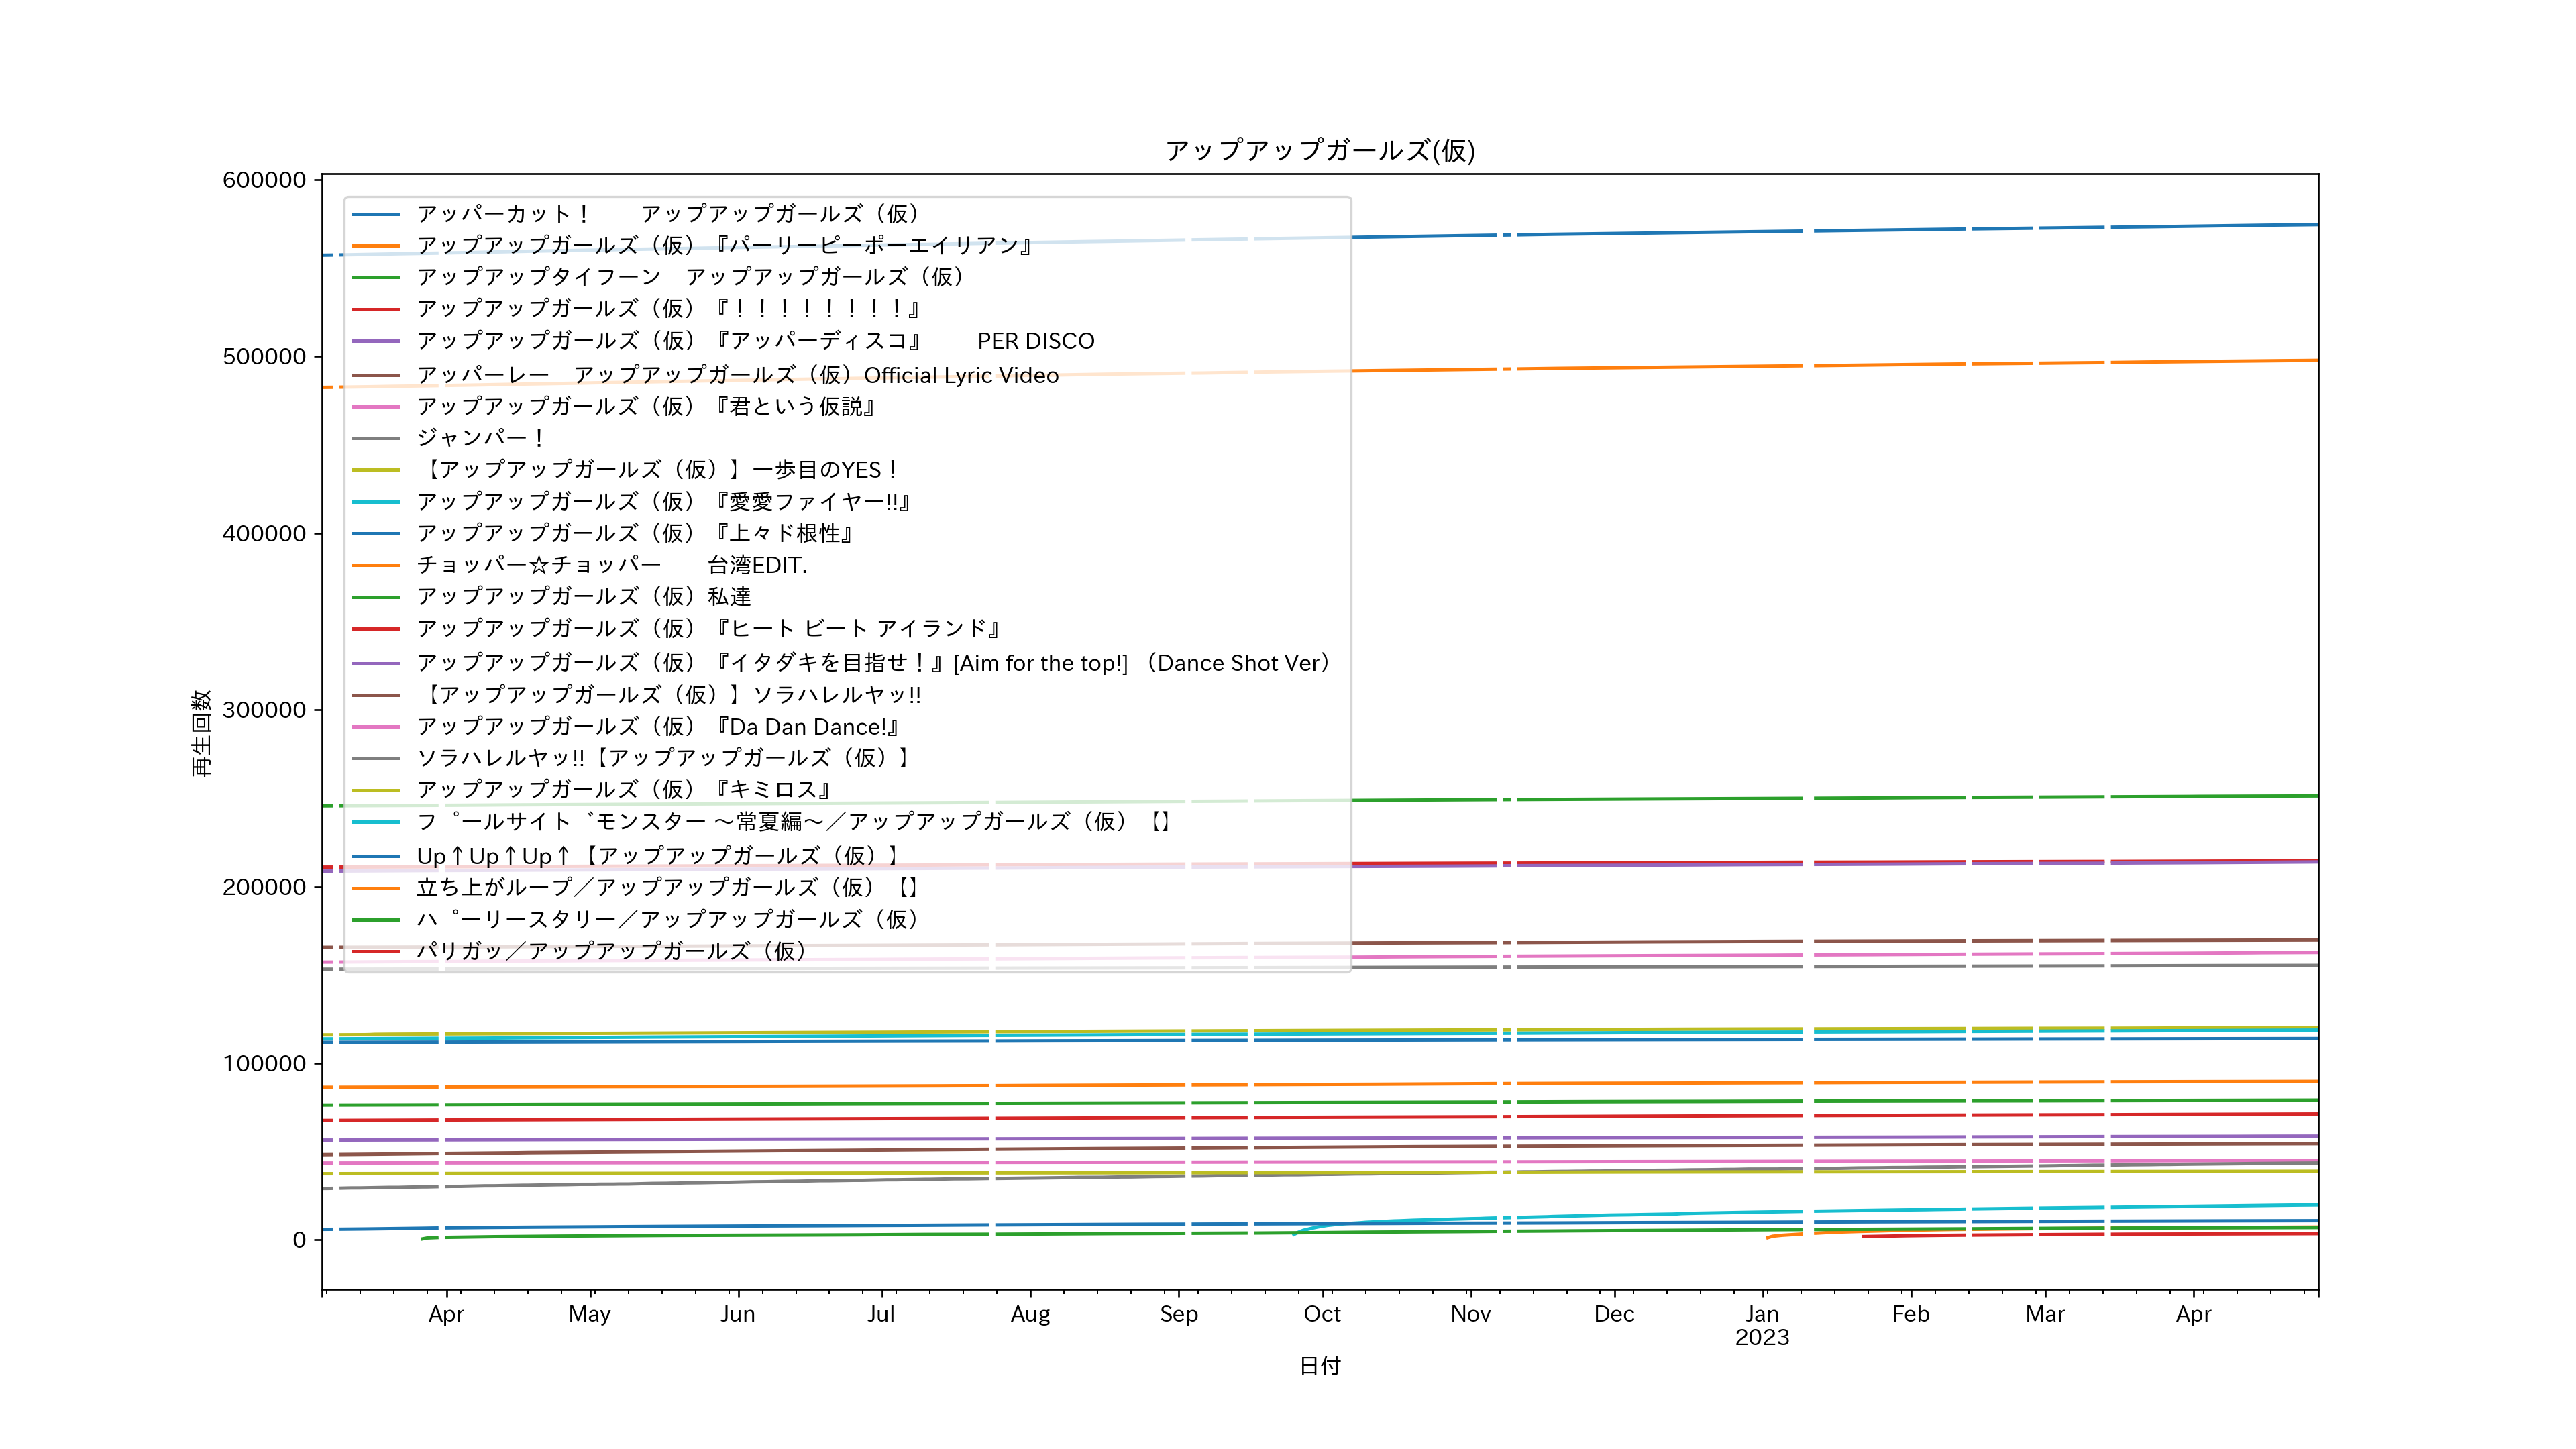 アップアップガールズ(仮)
600000
500000
400000
300000
200000
100000
0
再生回数
アッパーカット！　　アップアップガールズ（仮）
アップアップガールズ（仮）『パーリーピーポーエイリアン』
アップアップタイフーン　アップアップガールズ（仮）
アップアップガールズ（仮）『！！！！！！！！』
アップアップガールズ（仮）『アッパーディスコ』　　PER DISCO
アッパーレー　アップアップガールズ（仮）Official Lyric Video
アップアップガールズ（仮）『君という仮説』
ジャンパー！
【アップアップガールズ（仮）】一歩目のYES！
アップアップガールズ（仮）『愛愛ファイヤー!!』
アップアップガールズ（仮）『上々ド根性』
チョッパー☆チョッパー　　台湾EDIT.
アップアップガールズ（仮）私達
アップアップガールズ（仮）『ヒート ビート アイランド』
アップアップガールズ（仮）『イタダキを目指せ！』[Aim for the top!] （Dance Shot Ver）
【アップアップガールズ（仮）】ソラハレルヤッ!!
アップアップガールズ（仮）『Da Dan Dance!』
ソラハレルヤッ!!【アップアップガールズ（仮）】
アップアップガールズ（仮）『キミロス』
フ゜ールサイト゛モンスター ～常夏編～／アップアップガールズ（仮）【】
Up↑Up↑Up↑【アップアップガールズ（仮）】
立ち上がループ／アップアップガールズ（仮）【】
ハ゜ーリースタリー／アップアップガールズ（仮）
パリガッ／アップアップガールズ（仮）
Apr May Jun Jul Aug Sep Oct Nov Dec Jan Feb Mar Apr
2023
日付